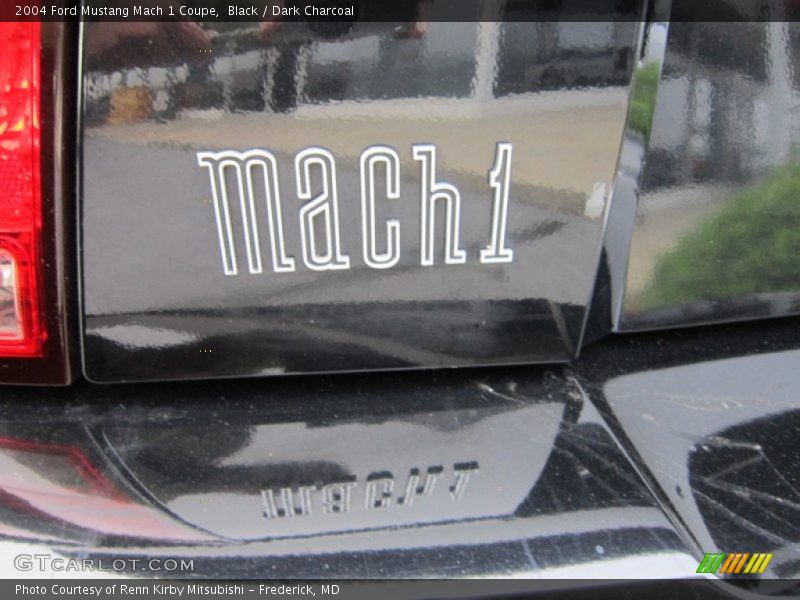 2004 Ford Mustang Mach 1 Coupe,  Black / Dark Charcoal
mach1
GTCARLOT.COM
Photo Courtesy of Renn Kirby Mitsubishi – Frederick, MD